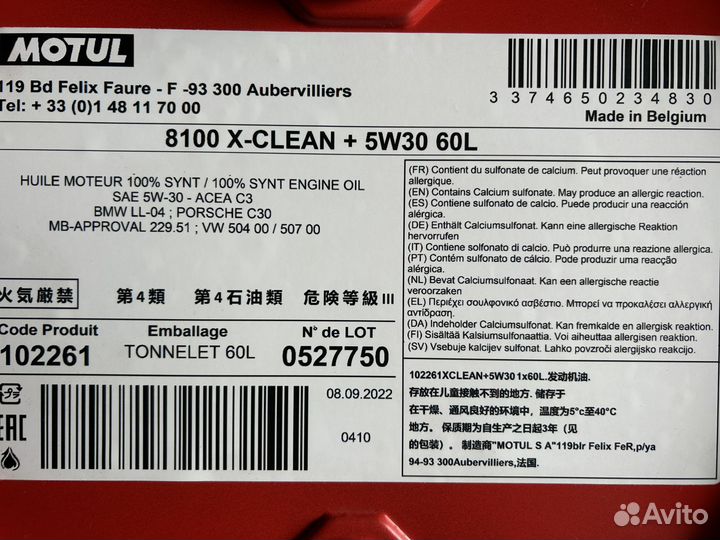 MOTUL
119 Bd Felix Faure - F -93 300 Aubervilliers
Tel: + 33 (0)1 48 11 70 00
3374650234830
Made in Belgium
8100 X-CLEAN + 5W30 60L
HUILE MOTEUR 100% SYNT / 100% SYNT ENGINE OIL
SAE 5W-30 - ACEA C3
BMW LL-04 ; PORSCHE C30
MB-APPROVAL 229.51 ; VW 504 00 / 507 00
(FR) Contient du sulfonate de calcium. Peut provoquer une réaction
allergique.
(EN) Contains Calcium sulfonate. May produce an allergic reaction.
(ES) Contiene sulfonato de calcio. Puede producir una reacción
alérgica.
(DE) Enthält Calciumsulfonat. Kann eine allergische Reaktion
hervorrufen
(IT) Contiene sulfonato di calcio. Può produrre una reazione allergica.
(PT) Contém sulfonato de cálcio. Pode produzir uma reacção
alérgica.
(NL) Bevat Calciumsulfonaat. Kan een allergische reactie
veroorzaken
(EL) Περιέχει σουλφονικό ασβέστιο. Μπορεί να προκαλέσει αλλεργική
αντίδραση.
(DA) Indeholder Calciumsulfonat. Kan fremkalde en allergisk reaktion.
(FI) Sisältää Kalsiumsulfonaattia. Voi aiheuttaa allergisen reaktion.
(SV) Vsebuje kalcijev sulfonat. Lahko povzroči alergijsko reakcijo.
火気厳禁 第4類 第4石油類 危険等級III
Code Produit Emballage N° de LOT
102261 TONNELET 60L 0527750
08.09.2022
0410
EAC
102261XCLEAN+5W30 1x60L.发动机油.
存放在儿童接触不到的地方. 储存于
在干燥、通风良好的环境中，温度为5°c至40°C
地方。 保质期为自生产之日起3年（见
的包装）。 制造商"MOTUL S A"119blr Felix FeR,p/ya
94-93 300Aubervilliers,法国.
Avito